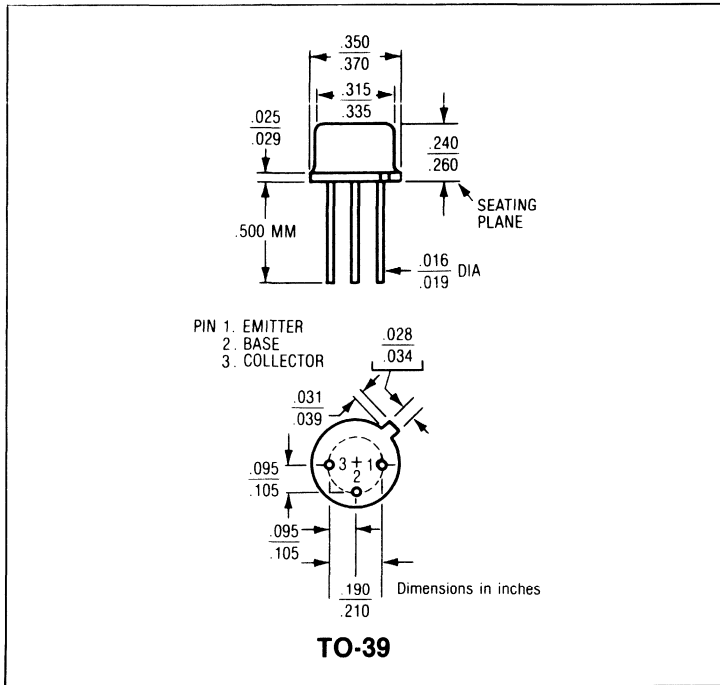 .350
.370
.315
.335
.025
.029
.240
.260
SEATING
PLANE
.500 MM
.016
.019 DIA
PIN 1. EMITTER
2. BASE
3. COLLECTOR
.028
.034
.031
.039
3 + 1
2
.095
.105
.095
.105
.190
.210
Dimensions in inches
TO-39